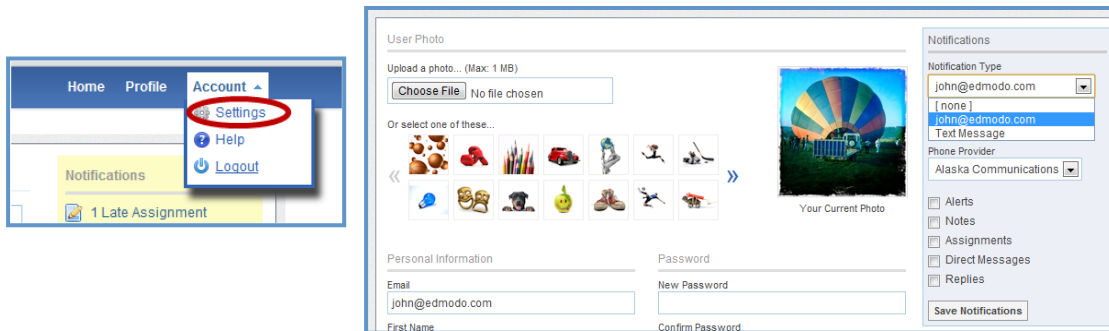 Home Profile Account
Settings
Help
Logout
Notifications
1 Late Assignment
User Photo
Upload a photo... (Max: 1 MB)
Choose File No file chosen
Or select one of these...
« »
Your Current Photo
Personal Information
Email
john@edmodo.com
First Name
Password
New Password
Confirm Password
Notifications
Notification Type
john@edmodo.com
[ none ]
john@edmodo.com
Text Message
Phone Provider
Alaska Communications
Alerts
Notes
Assignments
Direct Messages
Replies
Save Notifications